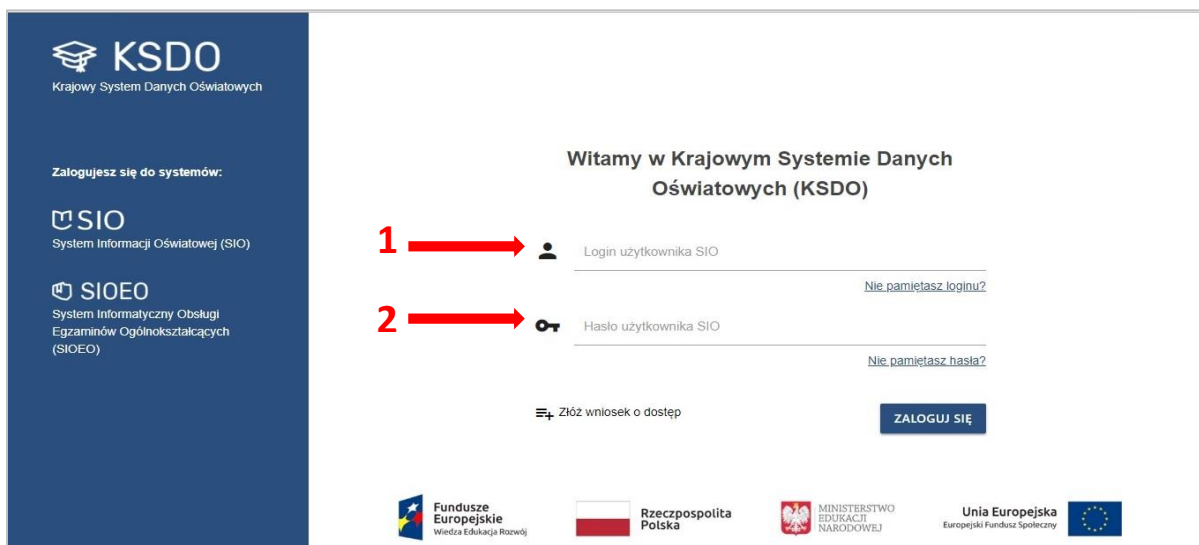 KSDO
Krajowy System Danych Oświatowych
Zalogujesz się do systemów:
SIO
System Informacji Oświatowej (SIO)
SIOEO
System Informatyczny Obsługi
Egzaminów Ogólnokształcących
(SIOEO)
Witamy w Krajowym Systemie Danych
Oświatowych (KSDO)
1
Login użytkownika SIO
Nie pamiętasz loginu?
2
Hasło użytkownika SIO
Nie pamiętasz hasła?
Złóż wniosek o dostęp
ZALOGUJ SIĘ
Fundusze
Europejskie
Wiedza Edukacja Rozwój
Rzeczpospolita
Polska
MINISTERSTWO
EDUKACJI
NARODOWEJ
Unia Europejska
Europejski Fundusz Społeczny